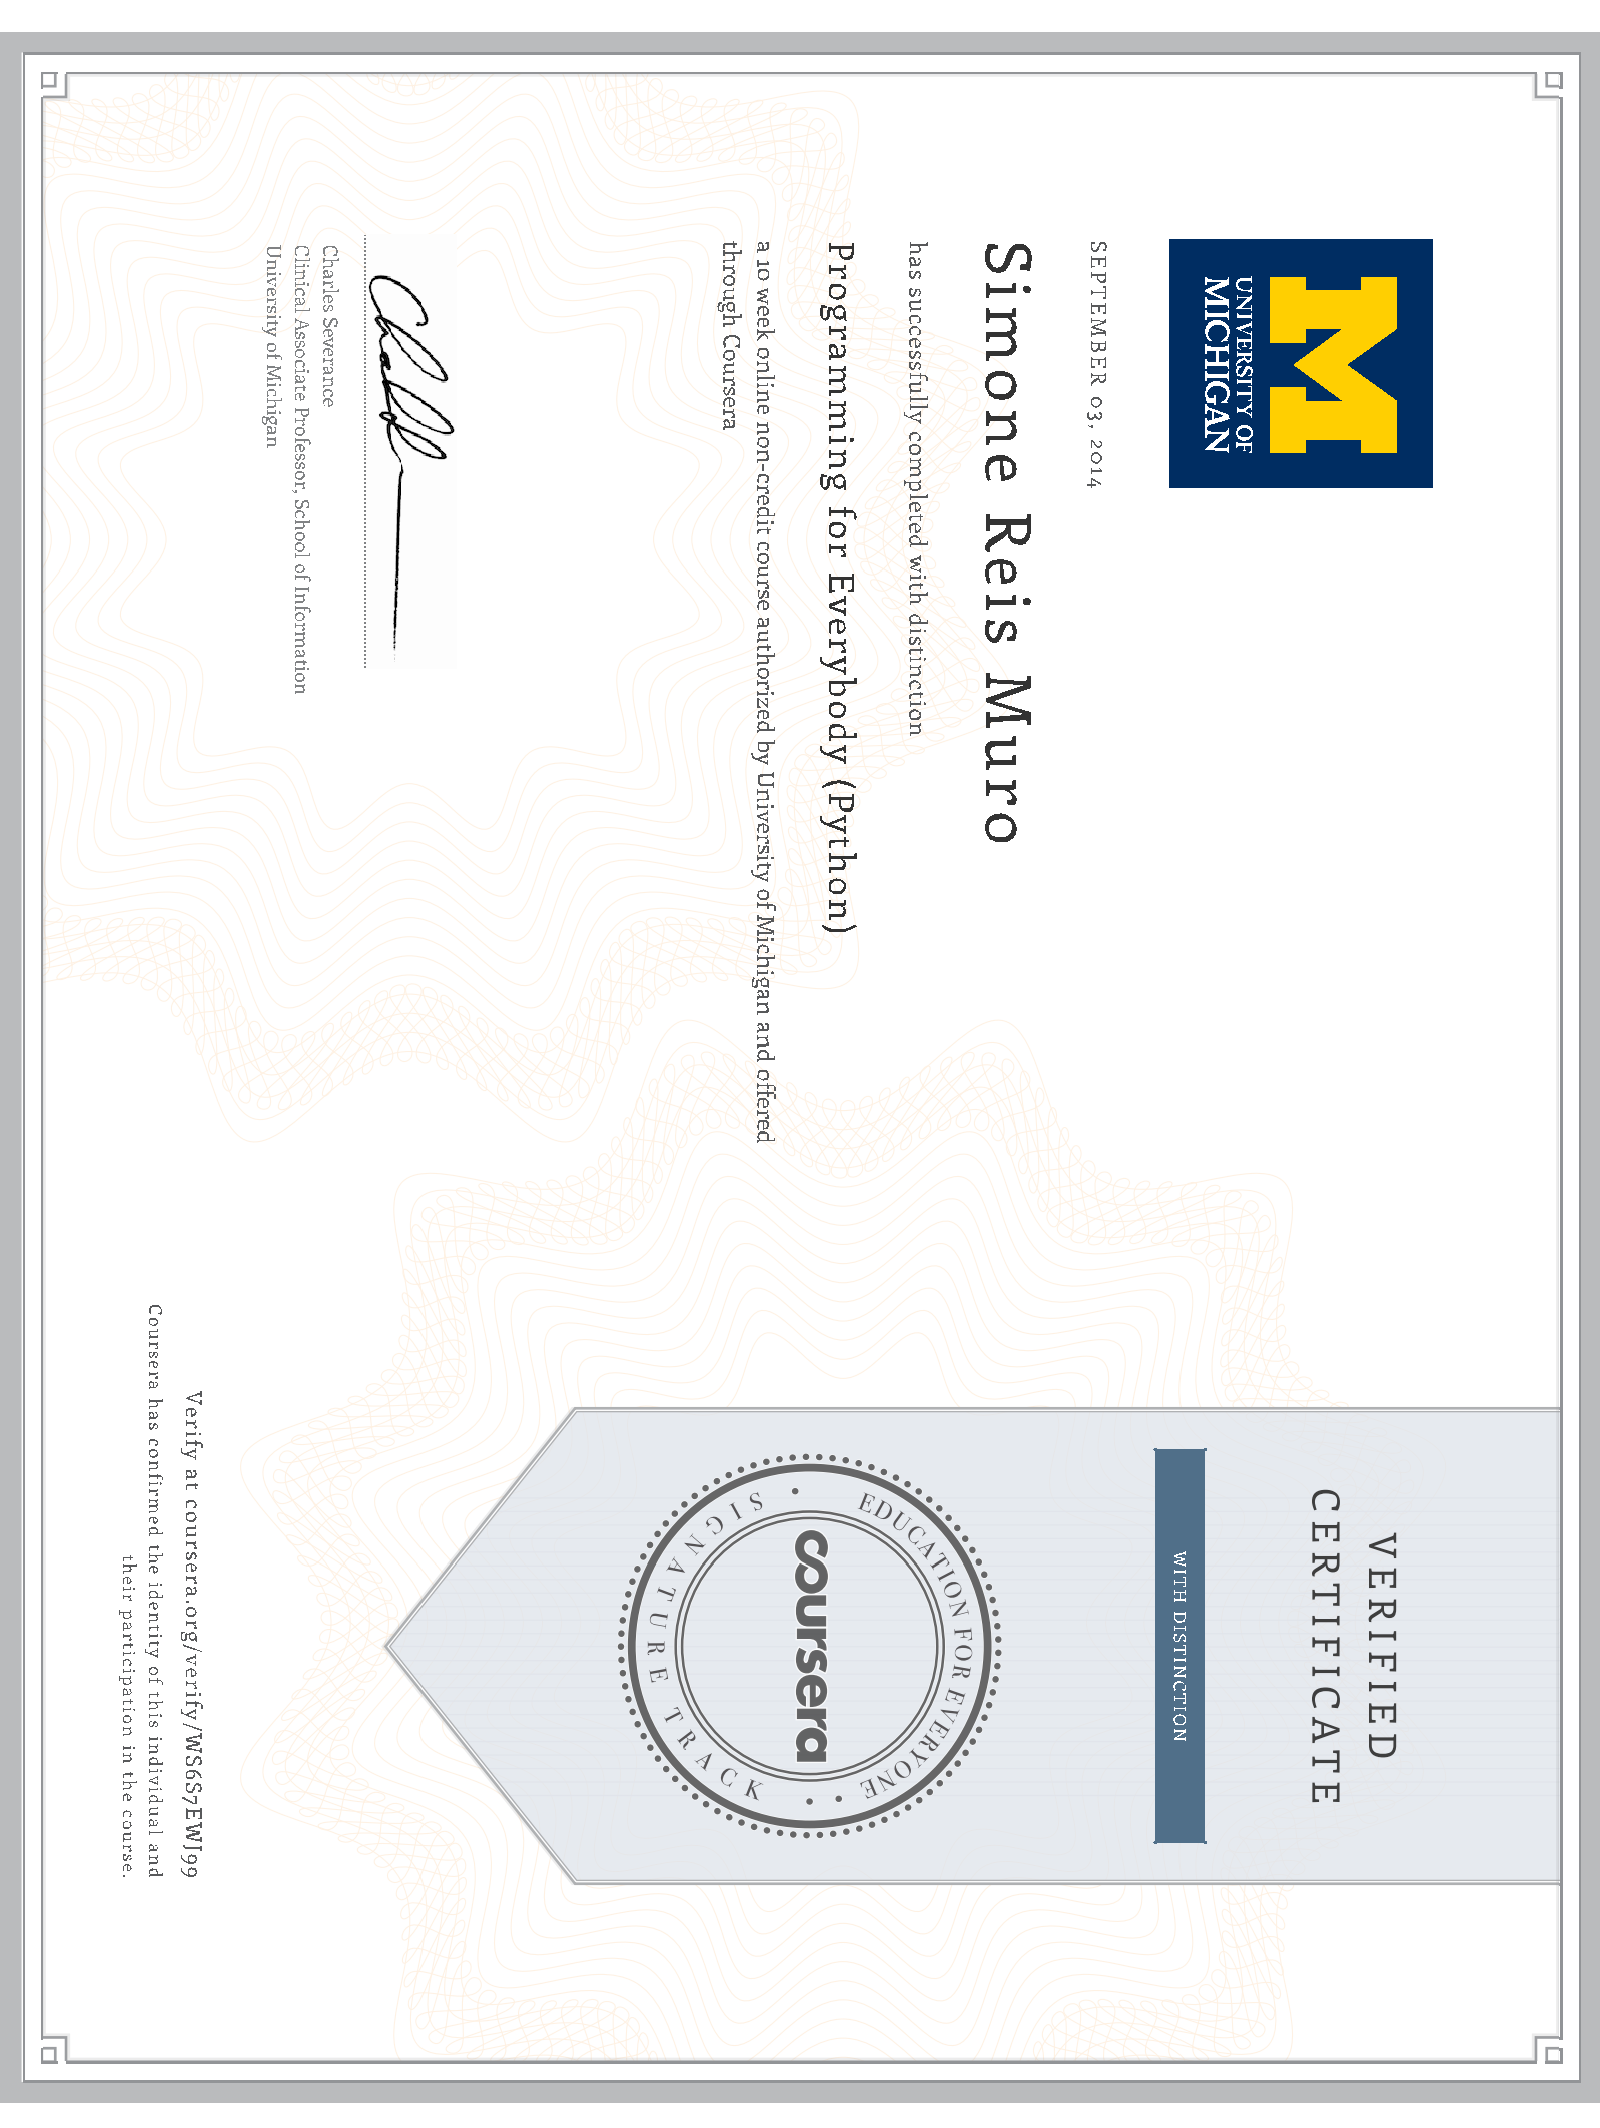 UNIVERSITY OF
MICHIGAN
SEPTEMBER 03, 2014
Simone Reis Muro
has successfully completed with distinction
Programming for Everybody (Python)
a 10 week online non-credit course authorized by University of Michigan and offered
through Coursera
Charles Severance
Clinical Associate Professor, School of Information
University of Michigan
VERIFIED
CERTIFICATE
WITH DISTINCTION
EDUCATION FOR EVERYONE
coursera
SIGNATURE TRACK
Verify at coursera.org/verify/WS6S7EWJ99
Coursera has confirmed the identity of this individual and
their participation in the course.